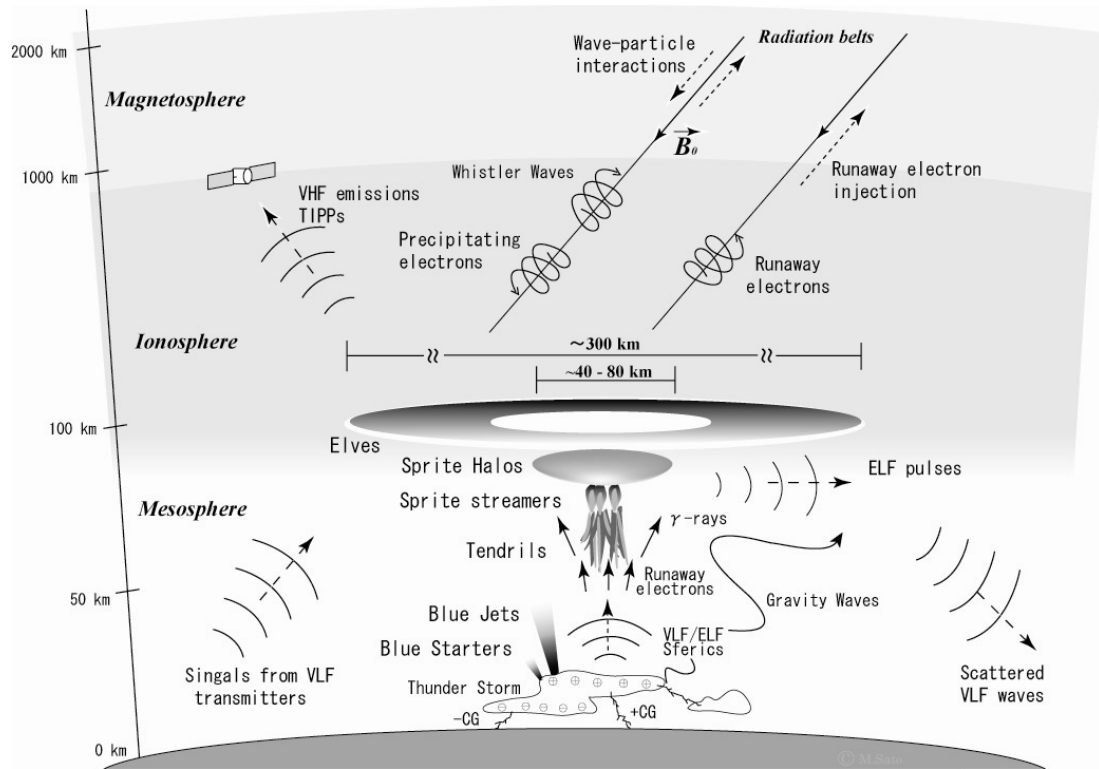 2000 km
Magnetosphere
1000 km
Wave-particle
interactions
Radiation belts
B₀
Runaway electron
injection
Whistler Waves
VHF emissions
TIPPs
Precipitating
electrons
Runaway
electrons
Ionosphere
~300 km
~40 - 80 km
100 km
Elves
Sprite Halos
ELF pulses
Sprite streamers
Mesosphere
γ-rays
Tendrils
Runaway
electrons
50 km
Gravity Waves
Blue Jets
VLF/ELF
Sferics
Blue Starters
Singals from VLF
transmitters
Scattered
VLF waves
Thunder Storm
⊕ ⊕ ⊕ ⊕ ⊕
⊖ ⊖ ⊖ ⊖ ⊖
-CG
+CG
0 km
© M.Sato